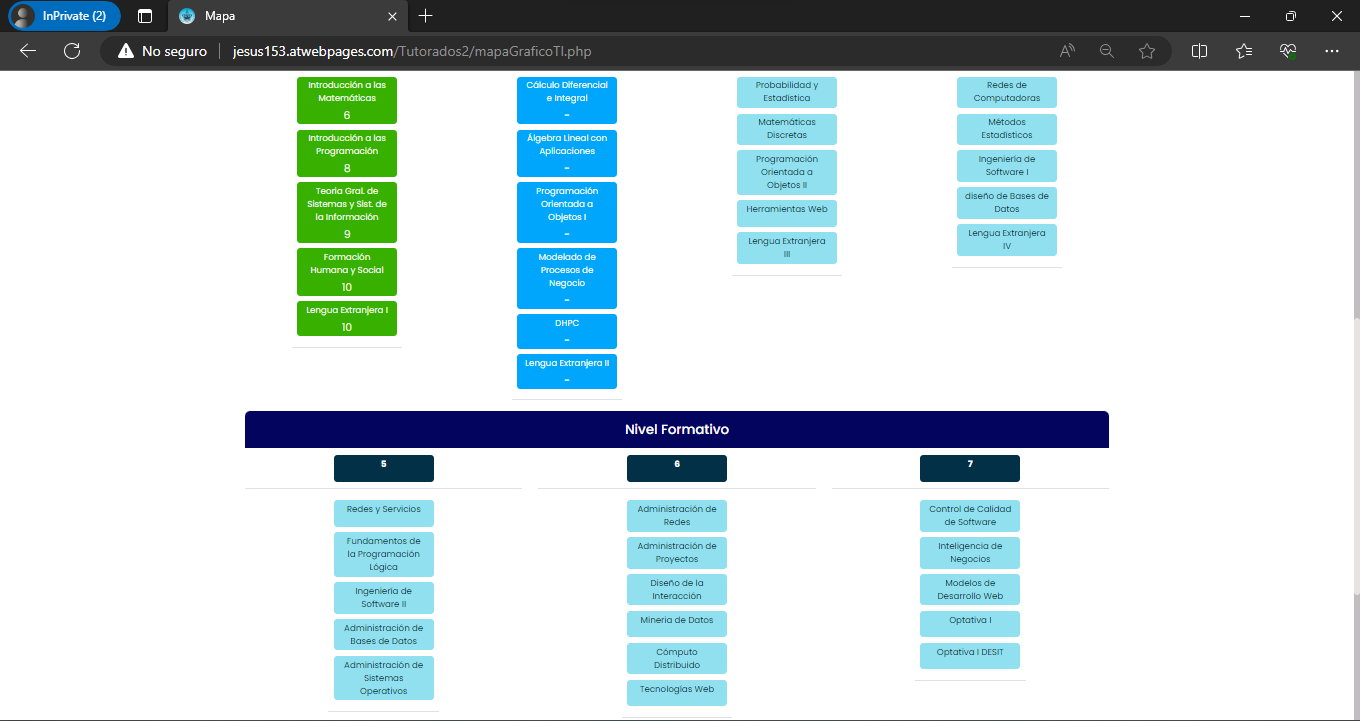 InPrivate (2)
Mapa
No seguro
jesus153.atwebpages.com/Tutorados2/mapaGraficoTI.php
Introducción a las
Matemáticas
6
Introducción a las
Programación
8
Teoria Gral. de
Sistemas y Sist. de
la Información
9
Formación
Humana y Social
10
Lengua Extranjera I
10
Cálculo Diferencial
e Integral
-
Álgebra Lineal con
Aplicaciones
-
Programación
Orientada a
Objetos I
-
Modelado de
Procesos de
Negocio
-
DHPC
-
Lengua Extranjera II
-
Probabilidad y
Estadística
Matemáticas
Discretas
Programación
Orientada a
Objetos II
Herramientas Web
Lengua Extranjera
III
Redes de
Computadoras
Métodos
Estadisticos
Ingeniería de
Software I
diseño de Bases de
Datos
Lengua Extranjera
IV
Nivel Formativo
5
6
7
Redes y Servicios
Fundamentos de
la Programación
Lógica
Ingeniería de
Software II
Administración de
Bases de Datos
Administración de
Sistemas
Operativos
Administración de
Redes
Administración de
Proyectos
Diseño de la
Interacción
Mineria de Datos
Cómputo
Distribuido
Tecnologías Web
Control de Calidad
de Software
Inteligencia de
Negocios
Modelos de
Desarrollo Web
Optativa I
Optativa I DESIT